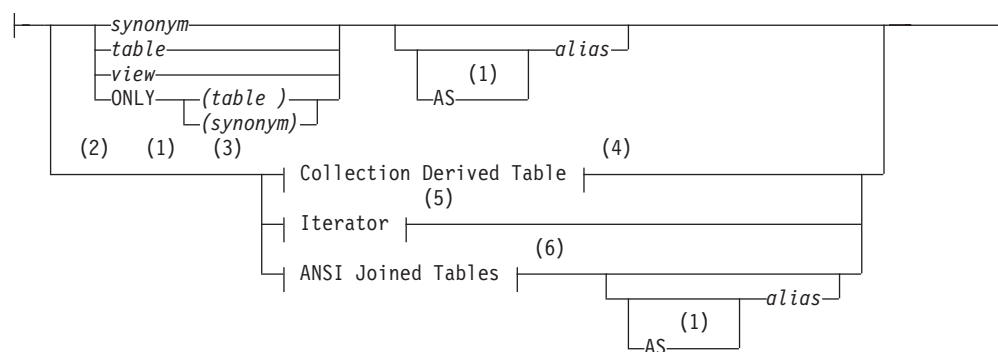 synonym
table alias
view (1)
ONLY (table ) AS
(synonym)
(2) (1) (3) (4)
Collection Derived Table
(5)
Iterator
(6)
ANSI Joined Tables
alias
(1)
AS